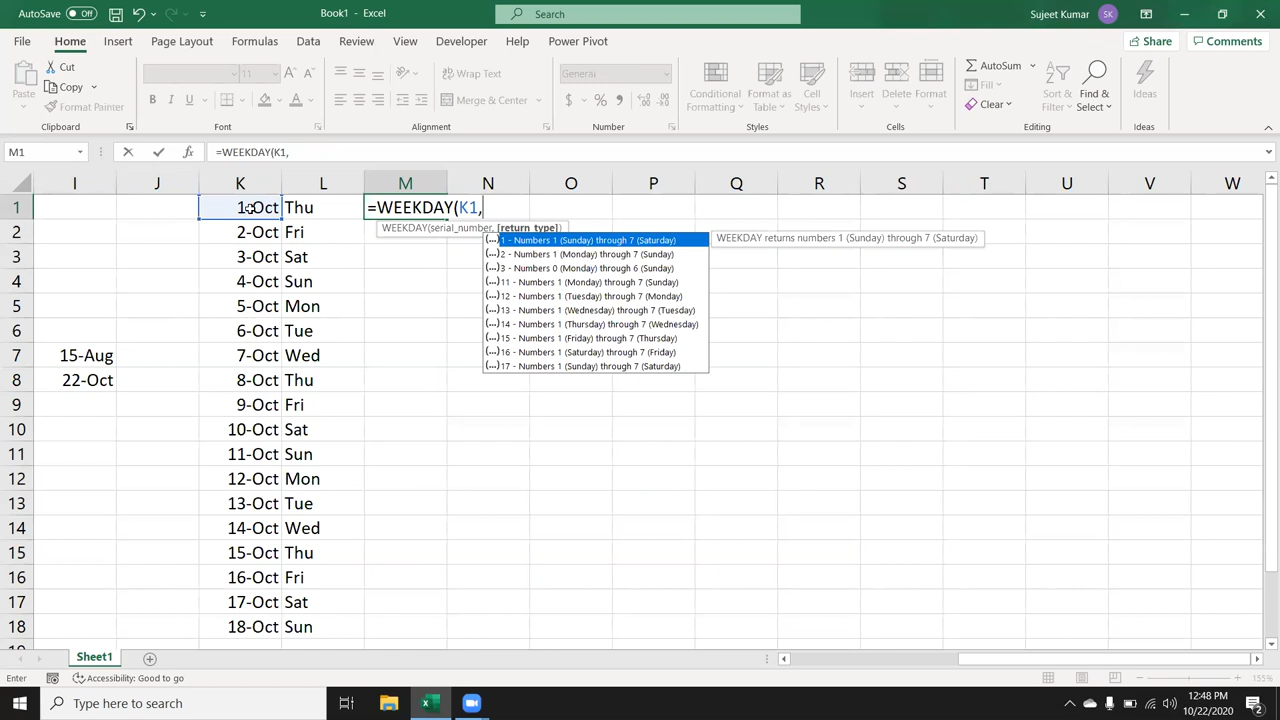 AutoSave Off Book1 - Excel Search Sujeet Kumar SK
File Home Insert Page Layout Formulas Data Review View Developer Help Power Pivot Share Comments
Paste Cut Copy Format Painter
Clipboard
11
B I U A
Font
Wrap Text
Merge & Center
Alignment
General
$ % 9
Number
Conditional Formatting Format as Table Cell Styles
Styles
Insert Delete Format
Cells
AutoSum Fill Clear Sort & Filter Find & Select
Editing
Ideas
Ideas
M1 fx =WEEKDAY(K1,
I J K L M N O P Q R S T U V W
1 1-Oct Thu =WEEKDAY(K1,
WEEKDAY(serial_number, [return_type])
2 2-Oct Fri
3 3-Oct Sat
4 4-Oct Sun
5 5-Oct Mon
6 6-Oct Tue
7 15-Aug 7-Oct Wed
8 22-Oct 8-Oct Thu
9 9-Oct Fri
10 10-Oct Sat
11 11-Oct Sun
12 12-Oct Mon
13 13-Oct Tue
14 14-Oct Wed
15 15-Oct Thu
16 16-Oct Fri
17 17-Oct Sat
18 18-Oct Sun
(...) 1 - Numbers 1 (Sunday) through 7 (Saturday) WEEKDAY returns numbers 1 (Sunday) through 7 (Saturday)
(...) 2 - Numbers 1 (Monday) through 7 (Sunday)
(...) 3 - Numbers 0 (Monday) through 6 (Sunday)
(...) 11 - Numbers 1 (Monday) through 7 (Sunday)
(...) 12 - Numbers 1 (Tuesday) through 7 (Monday)
(...) 13 - Numbers 1 (Wednesday) through 7 (Tuesday)
(...) 14 - Numbers 1 (Thursday) through 7 (Wednesday)
(...) 15 - Numbers 1 (Friday) through 7 (Thursday)
(...) 16 - Numbers 1 (Saturday) through 7 (Friday)
(...) 17 - Numbers 1 (Sunday) through 7 (Saturday)
Sheet1
Enter Accessibility: Good to go 155%
Type here to search
12:48 PM
10/22/2020
2